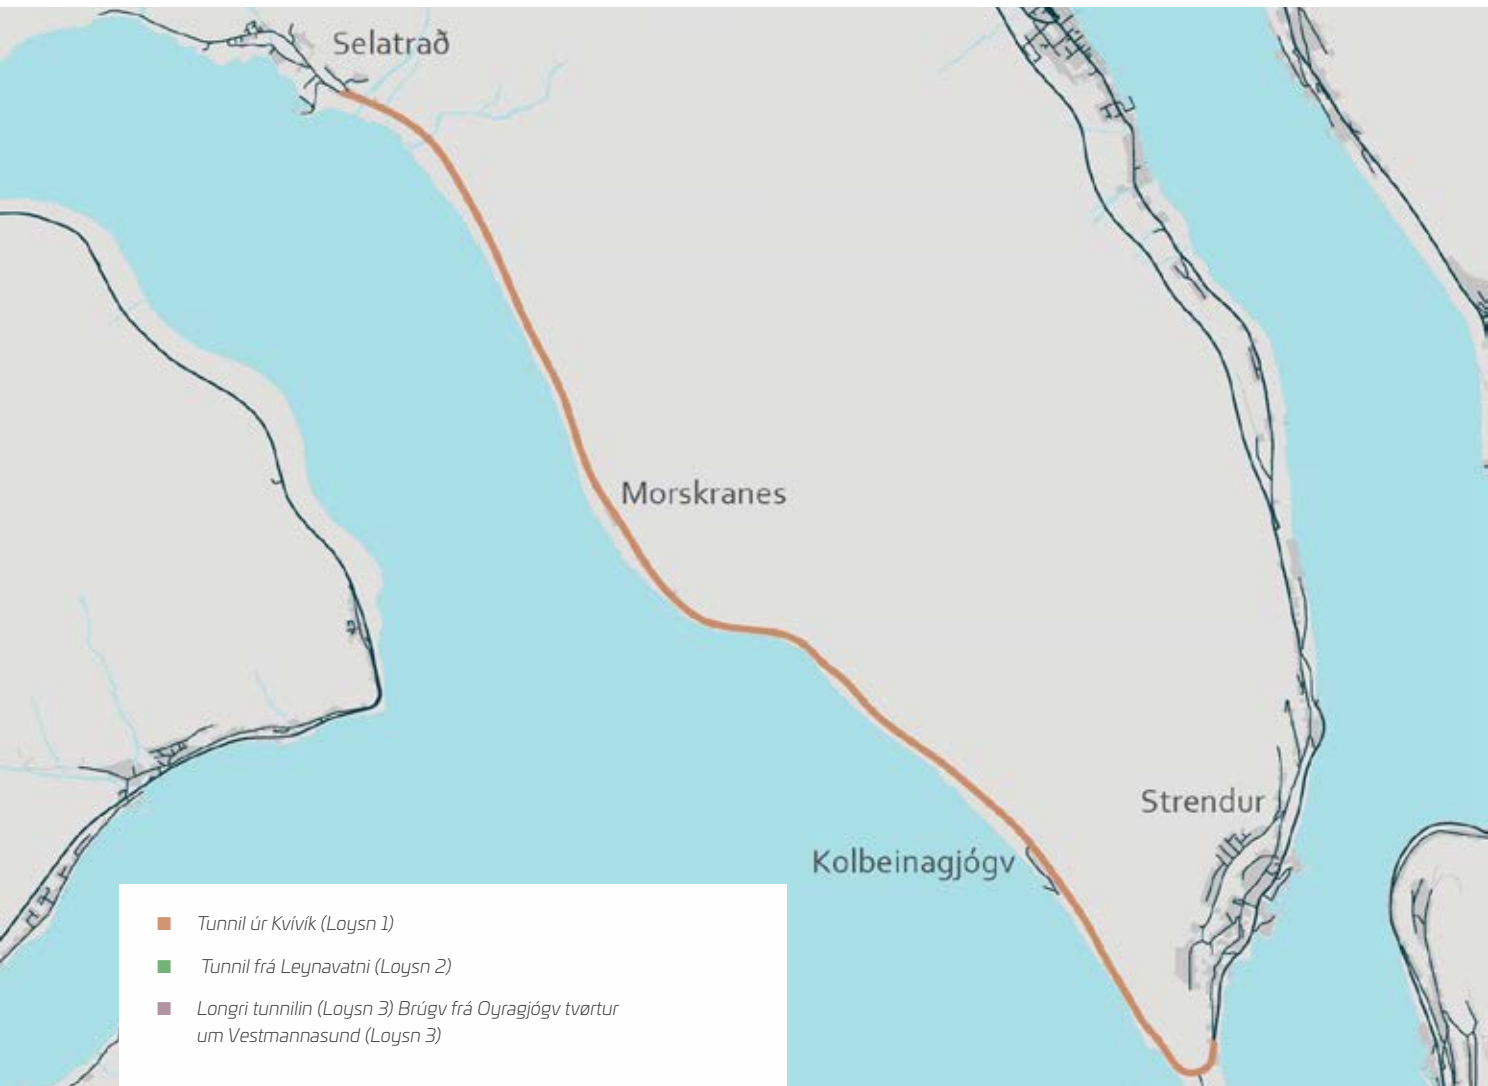 Selatrað
Morskranes
Strendur
Kolbeinagjógv
Tunnil úr Kvívík (Loysn 1)
Tunnil frá Leynavatni (Loysn 2)
Longri tunnilin (Loysn 3) Brúgv frá Oyragjógv tvørtur
um Vestmannasund (Loysn 3)